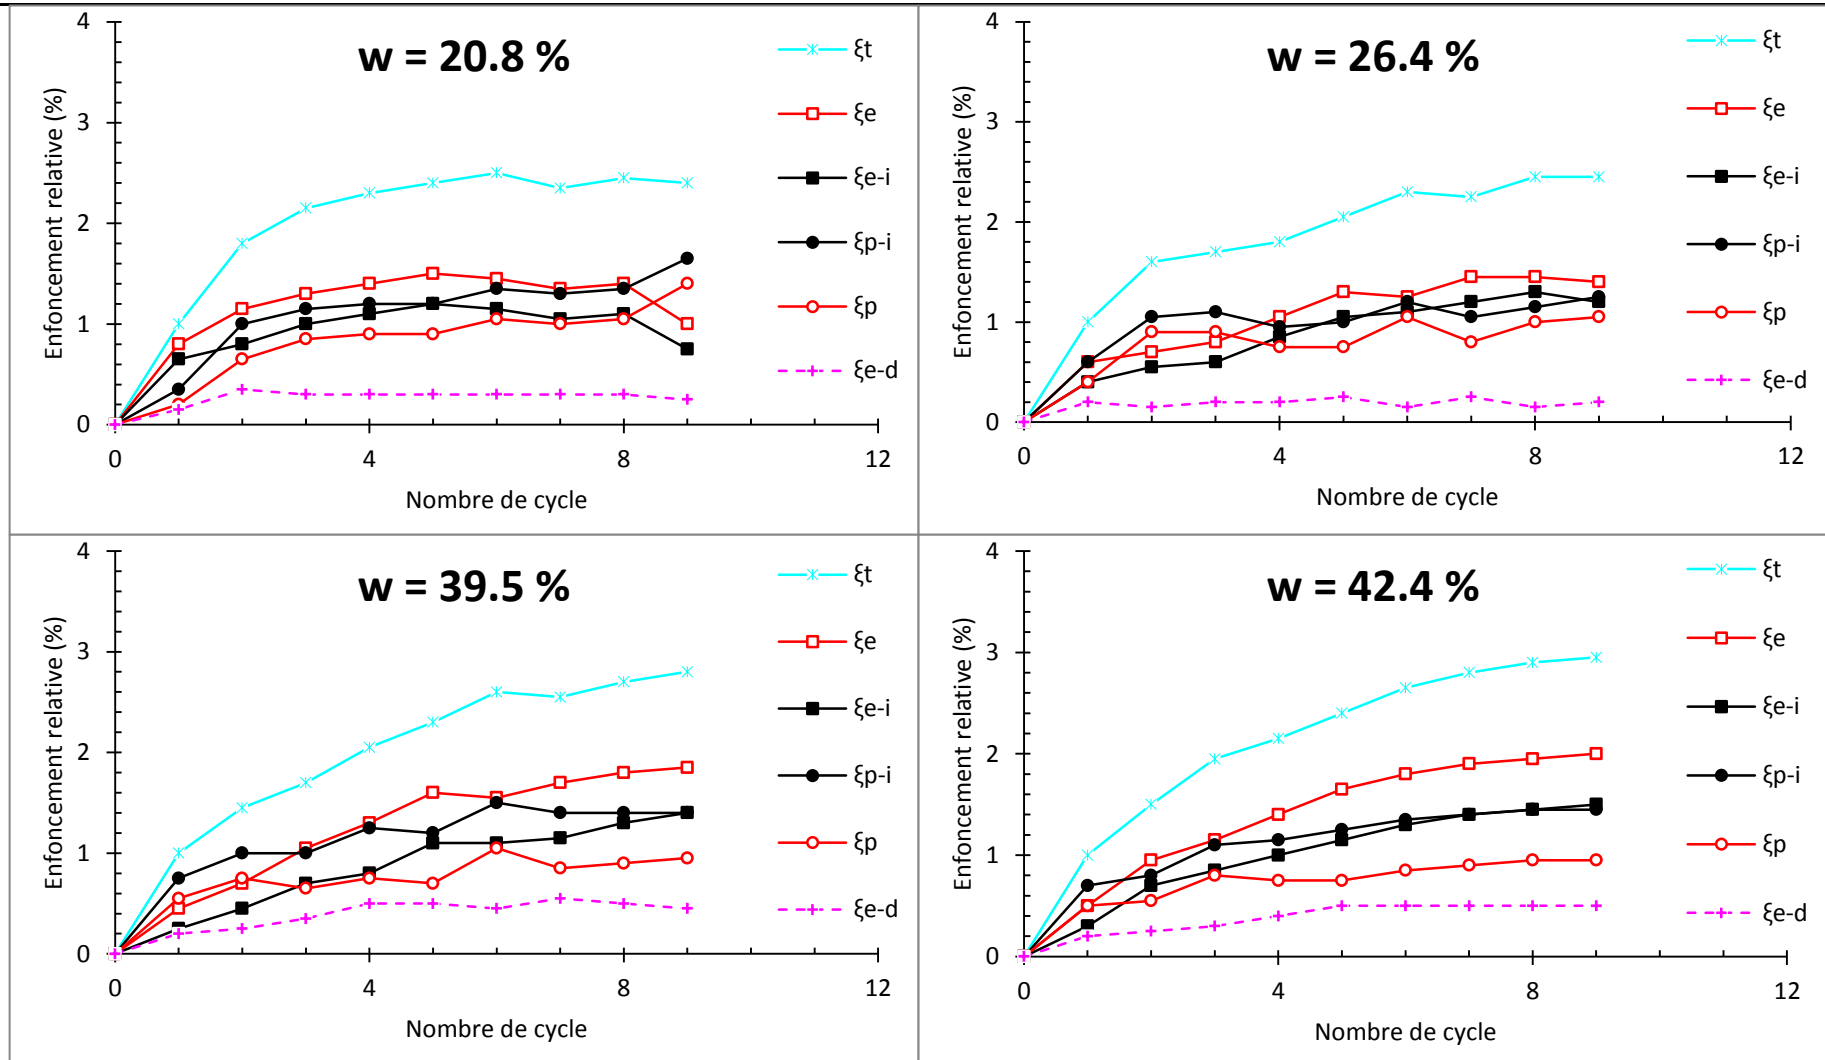 w = 20.8 %
Enfoncement relative (%)
4
3
2
1
0
0 4 8 12
Nombre de cycle
ξt
ξe
ξe-i
ξp-i
ξp
ξe-d
w = 26.4 %
Enfoncement relative (%)
4
3
2
1
0
0 4 8 12
Nombre de cycle
ξt
ξe
ξe-i
ξp-i
ξp
ξe-d
w = 39.5 %
Enfoncement relative (%)
4
3
2
1
0
0 4 8 12
Nombre de cycle
ξt
ξe
ξe-i
ξp-i
ξp
ξe-d
w = 42.4 %
Enfoncement relative (%)
4
3
2
1
0
0 4 8 12
Nombre de cycle
ξt
ξe
ξe-i
ξp-i
ξp
ξe-d